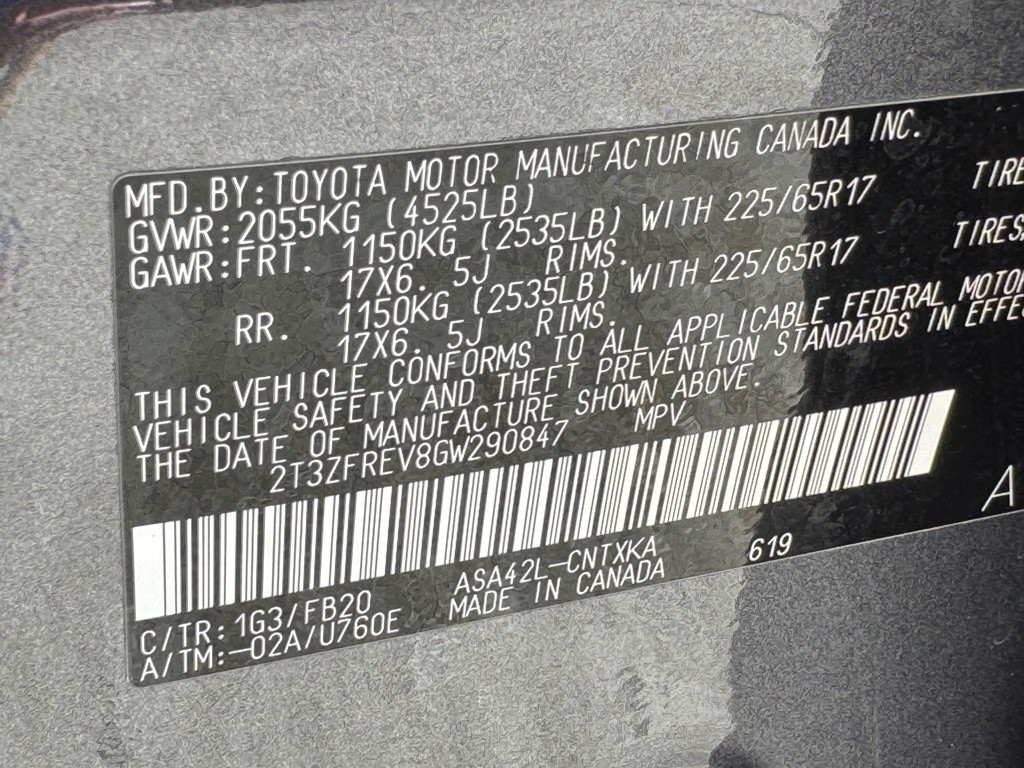 MFD.BY:TOYOTA MOTOR MANUFACTURING CANADA INC.
GVWR:2055KG (4525LB)
GAWR:FRT. 1150KG (2535LB) WITH 225/65R17 TIRE
17X6.5J RIMS.
RR. 1150KG (2535LB) WITH 225/65R17 TIRES
17X6.5J RIMS.
THIS VEHICLE CONFORMS TO ALL APPLICABLE FEDERAL MOTOR
VEHICLE SAFETY AND THEFT PREVENTION STANDARDS IN EFFE
THE DATE OF MANUFACTURE SHOWN ABOVE.
2T3ZFREV8GW290847 MPV
A
C/TR:1G3/FB20 ASA42L-CNTXKA 619
A/TM:-02A/U760E MADE IN CANADA